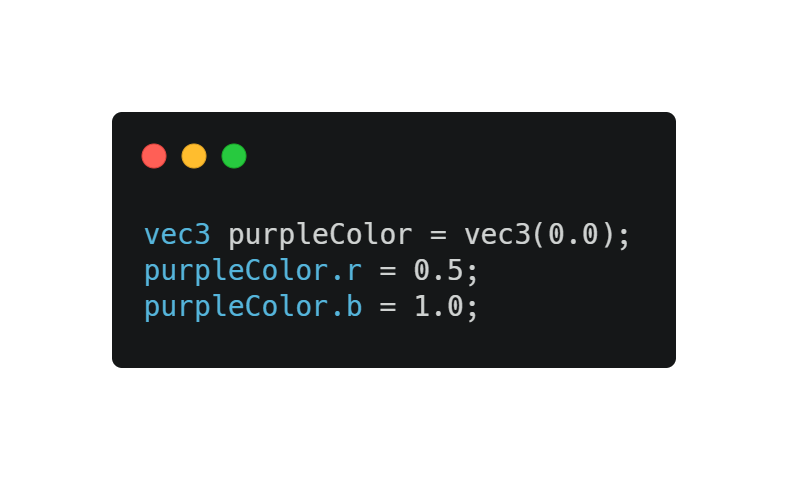 vec3 purpleColor = vec3(0.0);
purpleColor.r = 0.5;
purpleColor.b = 1.0;